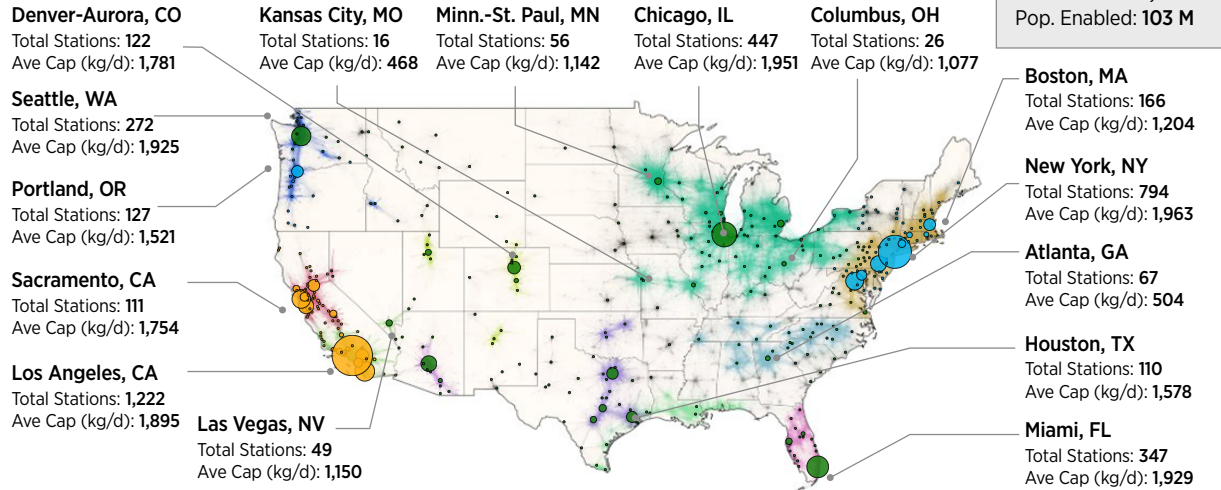 Denver-Aurora, CO
Total Stations: 122
Ave Cap (kg/d): 1,781
Kansas City, MO
Total Stations: 16
Ave Cap (kg/d): 468
Minn.-St. Paul, MN
Total Stations: 56
Ave Cap (kg/d): 1,142
Chicago, IL
Total Stations: 447
Ave Cap (kg/d): 1,951
Columbus, OH
Total Stations: 26
Ave Cap (kg/d): 1,077
Pop. Enabled: 103 M
Seattle, WA
Total Stations: 272
Ave Cap (kg/d): 1,925
Portland, OR
Total Stations: 127
Ave Cap (kg/d): 1,521
Sacramento, CA
Total Stations: 111
Ave Cap (kg/d): 1,754
Los Angeles, CA
Total Stations: 1,222
Ave Cap (kg/d): 1,895
Las Vegas, NV
Total Stations: 49
Ave Cap (kg/d): 1,150
Boston, MA
Total Stations: 166
Ave Cap (kg/d): 1,204
New York, NY
Total Stations: 794
Ave Cap (kg/d): 1,963
Atlanta, GA
Total Stations: 67
Ave Cap (kg/d): 504
Houston, TX
Total Stations: 110
Ave Cap (kg/d): 1,578
Miami, FL
Total Stations: 347
Ave Cap (kg/d): 1,929